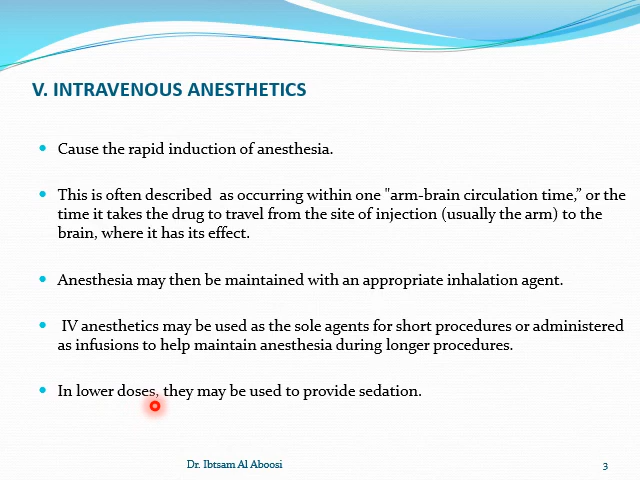 V. INTRAVENOUS ANESTHETICS
Cause the rapid induction of anesthesia.
This is often described  as occurring within one "arm-brain circulation time,” or the
time it takes the drug to travel from the site of injection (usually the arm) to the
brain, where it has its effect.
Anesthesia may then be maintained with an appropriate inhalation agent.
IV anesthetics may be used as the sole agents for short procedures or administered
as infusions to help maintain anesthesia during longer procedures.
In lower doses, they may be used to provide sedation.
Dr. Ibtsam Al Aboosi
3